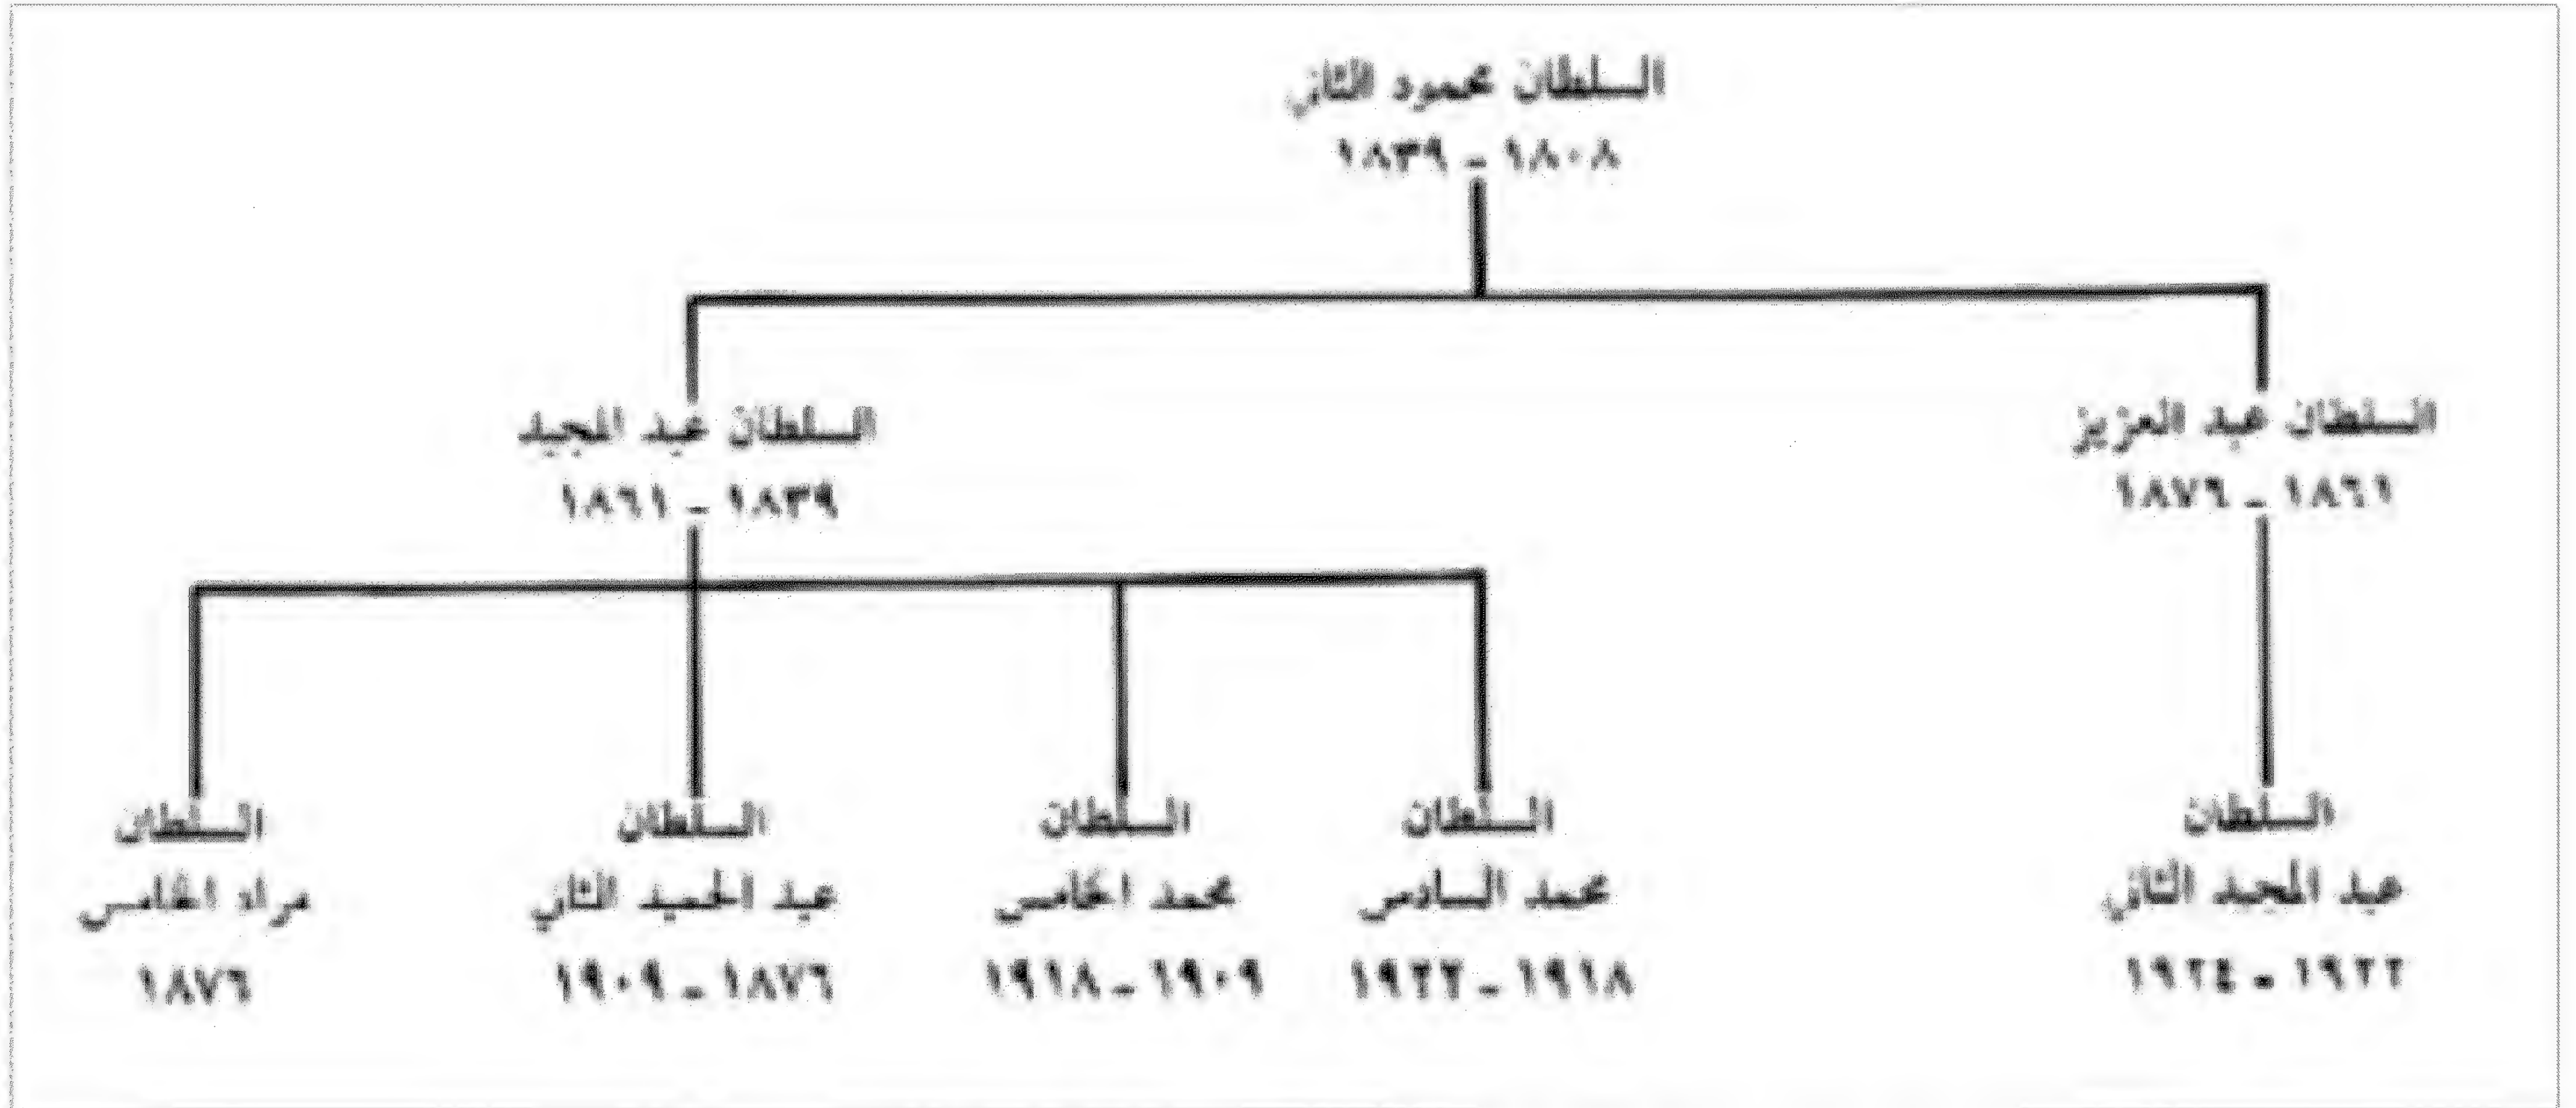 السلطان محمود الثاني
١٨٠٨ - ١٨٣٩
السلطان عبد العزيز
١٨٦١ - ١٨٧٦
السلطان عبد المجيد
١٨٣٩ - ١٨٦١
السلطان
عبد المجيد الثاني
١٩٢٢ - ١٩٢٤
السلطان
محمد السادس
١٩١٨ - ١٩٢٢
السلطان
محمد الخامس
١٩٠٩ - ١٩١٨
السلطان
عبد الحميد الثاني
١٨٧٦ - ١٩٠٩
السلطان
مراد الخامس
١٨٧٦